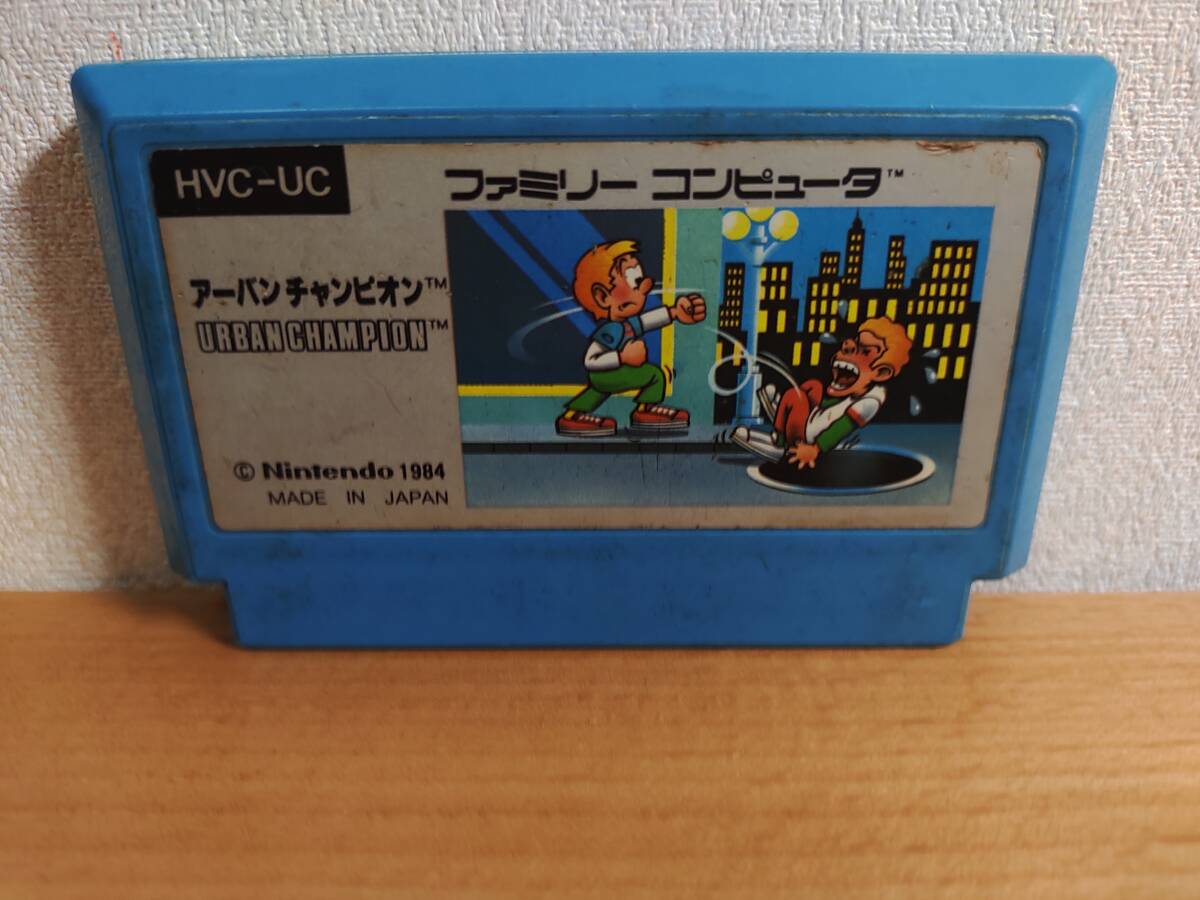 HVC-UC
ファミリー コンピュータ™
アーバンチャンピオン™
URBAN CHAMPION™
© Nintendo 1984
MADE IN JAPAN